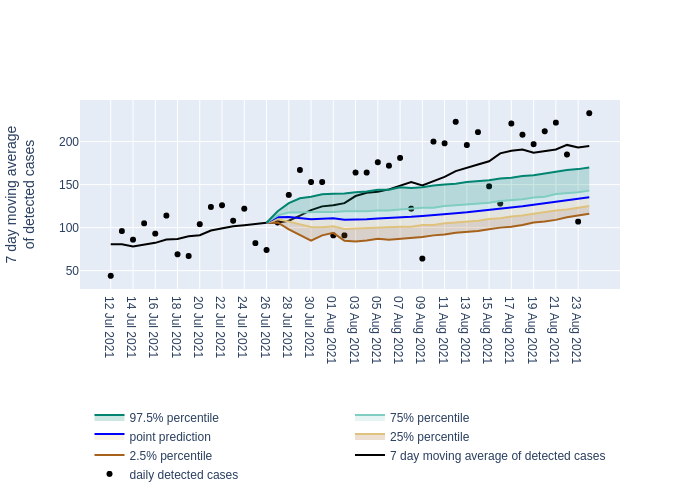 7 day moving average
of detected cases
200
150
100
50
12 Jul 2021
14 Jul 2021
16 Jul 2021
18 Jul 2021
20 Jul 2021
22 Jul 2021
24 Jul 2021
26 Jul 2021
28 Jul 2021
30 Jul 2021
01 Aug 2021
03 Aug 2021
05 Aug 2021
07 Aug 2021
09 Aug 2021
11 Aug 2021
13 Aug 2021
15 Aug 2021
17 Aug 2021
19 Aug 2021
21 Aug 2021
23 Aug 2021
97.5% percentile
75% percentile
point prediction
25% percentile
2.5% percentile
7 day moving average of detected cases
daily detected cases